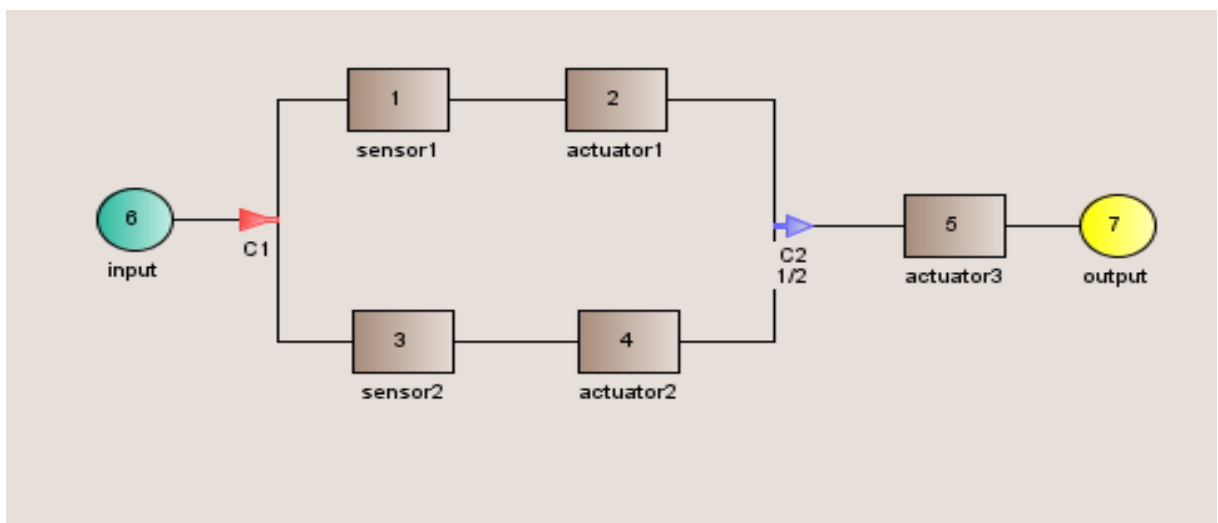 1
sensor1
2
actuator1
6
input
C1
C2
1/2
5
actuator3
7
output
3
sensor2
4
actuator2